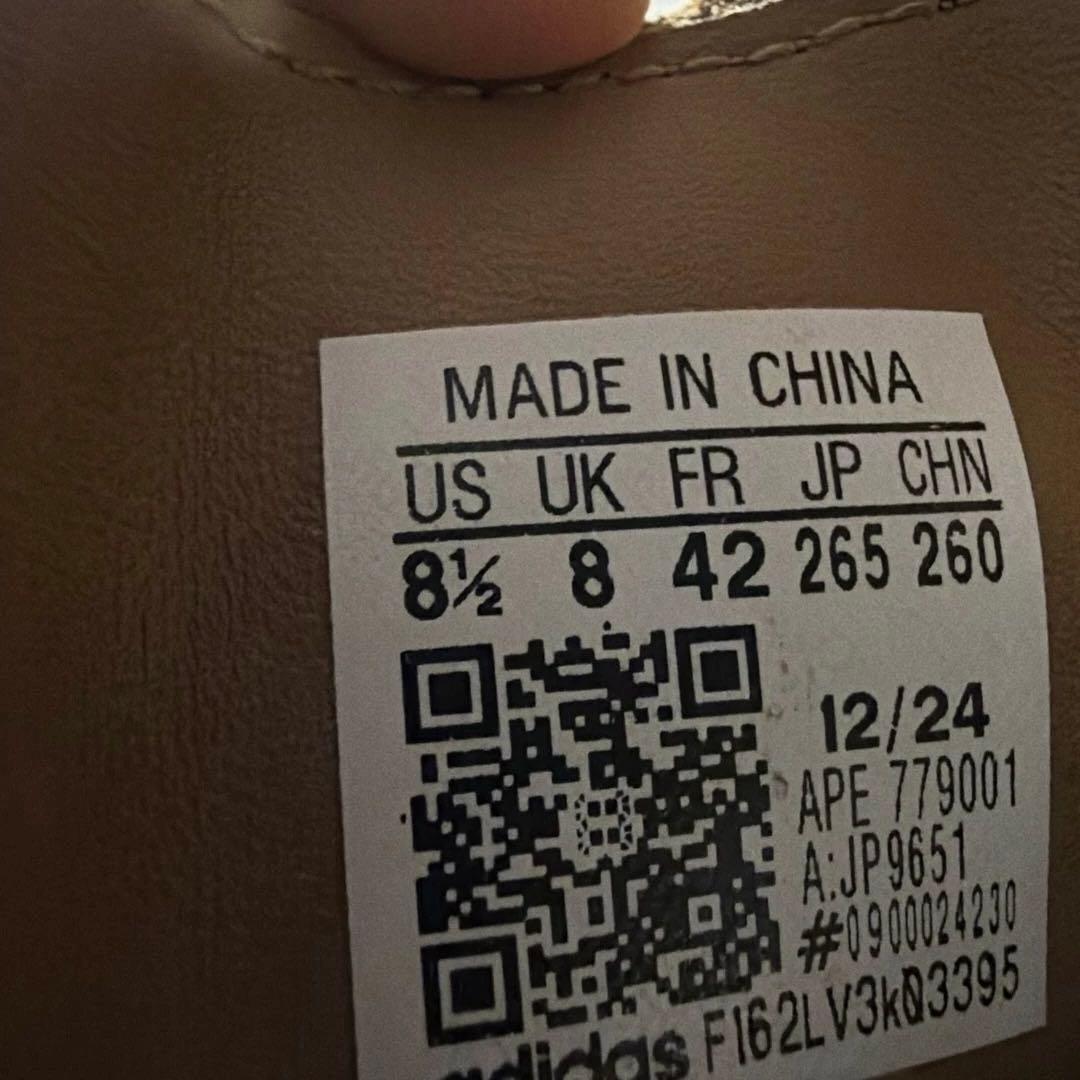 MADE IN CHINA
US UK FR JP CHN
8½ 8 42 265 260
12/24
APE 779001
A:JP9651
#0900024230
adidas F162LV3k03395